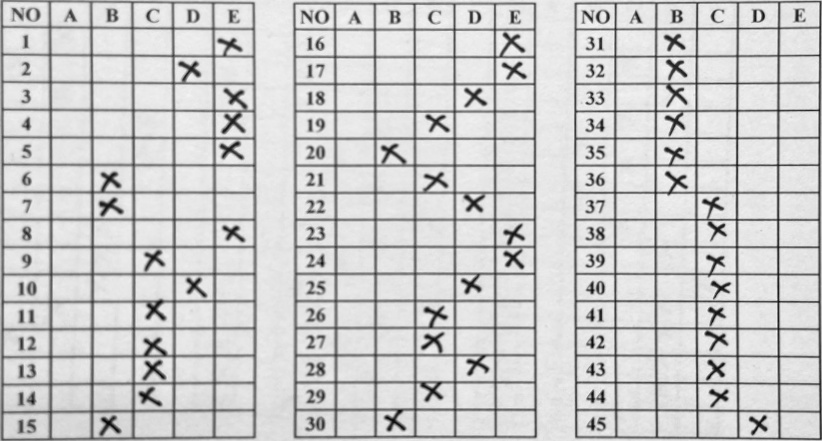 NO A B C D E
1 X
2 X
3 X
4 X
5 X
6 X
7 X
8 X
9 X
10 X
11 X
12 X
13 X
14 X
15 X
NO A B C D E
16 X
17 X
18 X
19 X
20 X
21 X
22 X
23 X
24 X
25 X
26 X
27 X
28 X
29 X
30 X
NO A B C D E
31 X
32 X
33 X
34 X
35 X
36 X
37 X
38 X
39 X
40 X
41 X
42 X
43 X
44 X
45 X